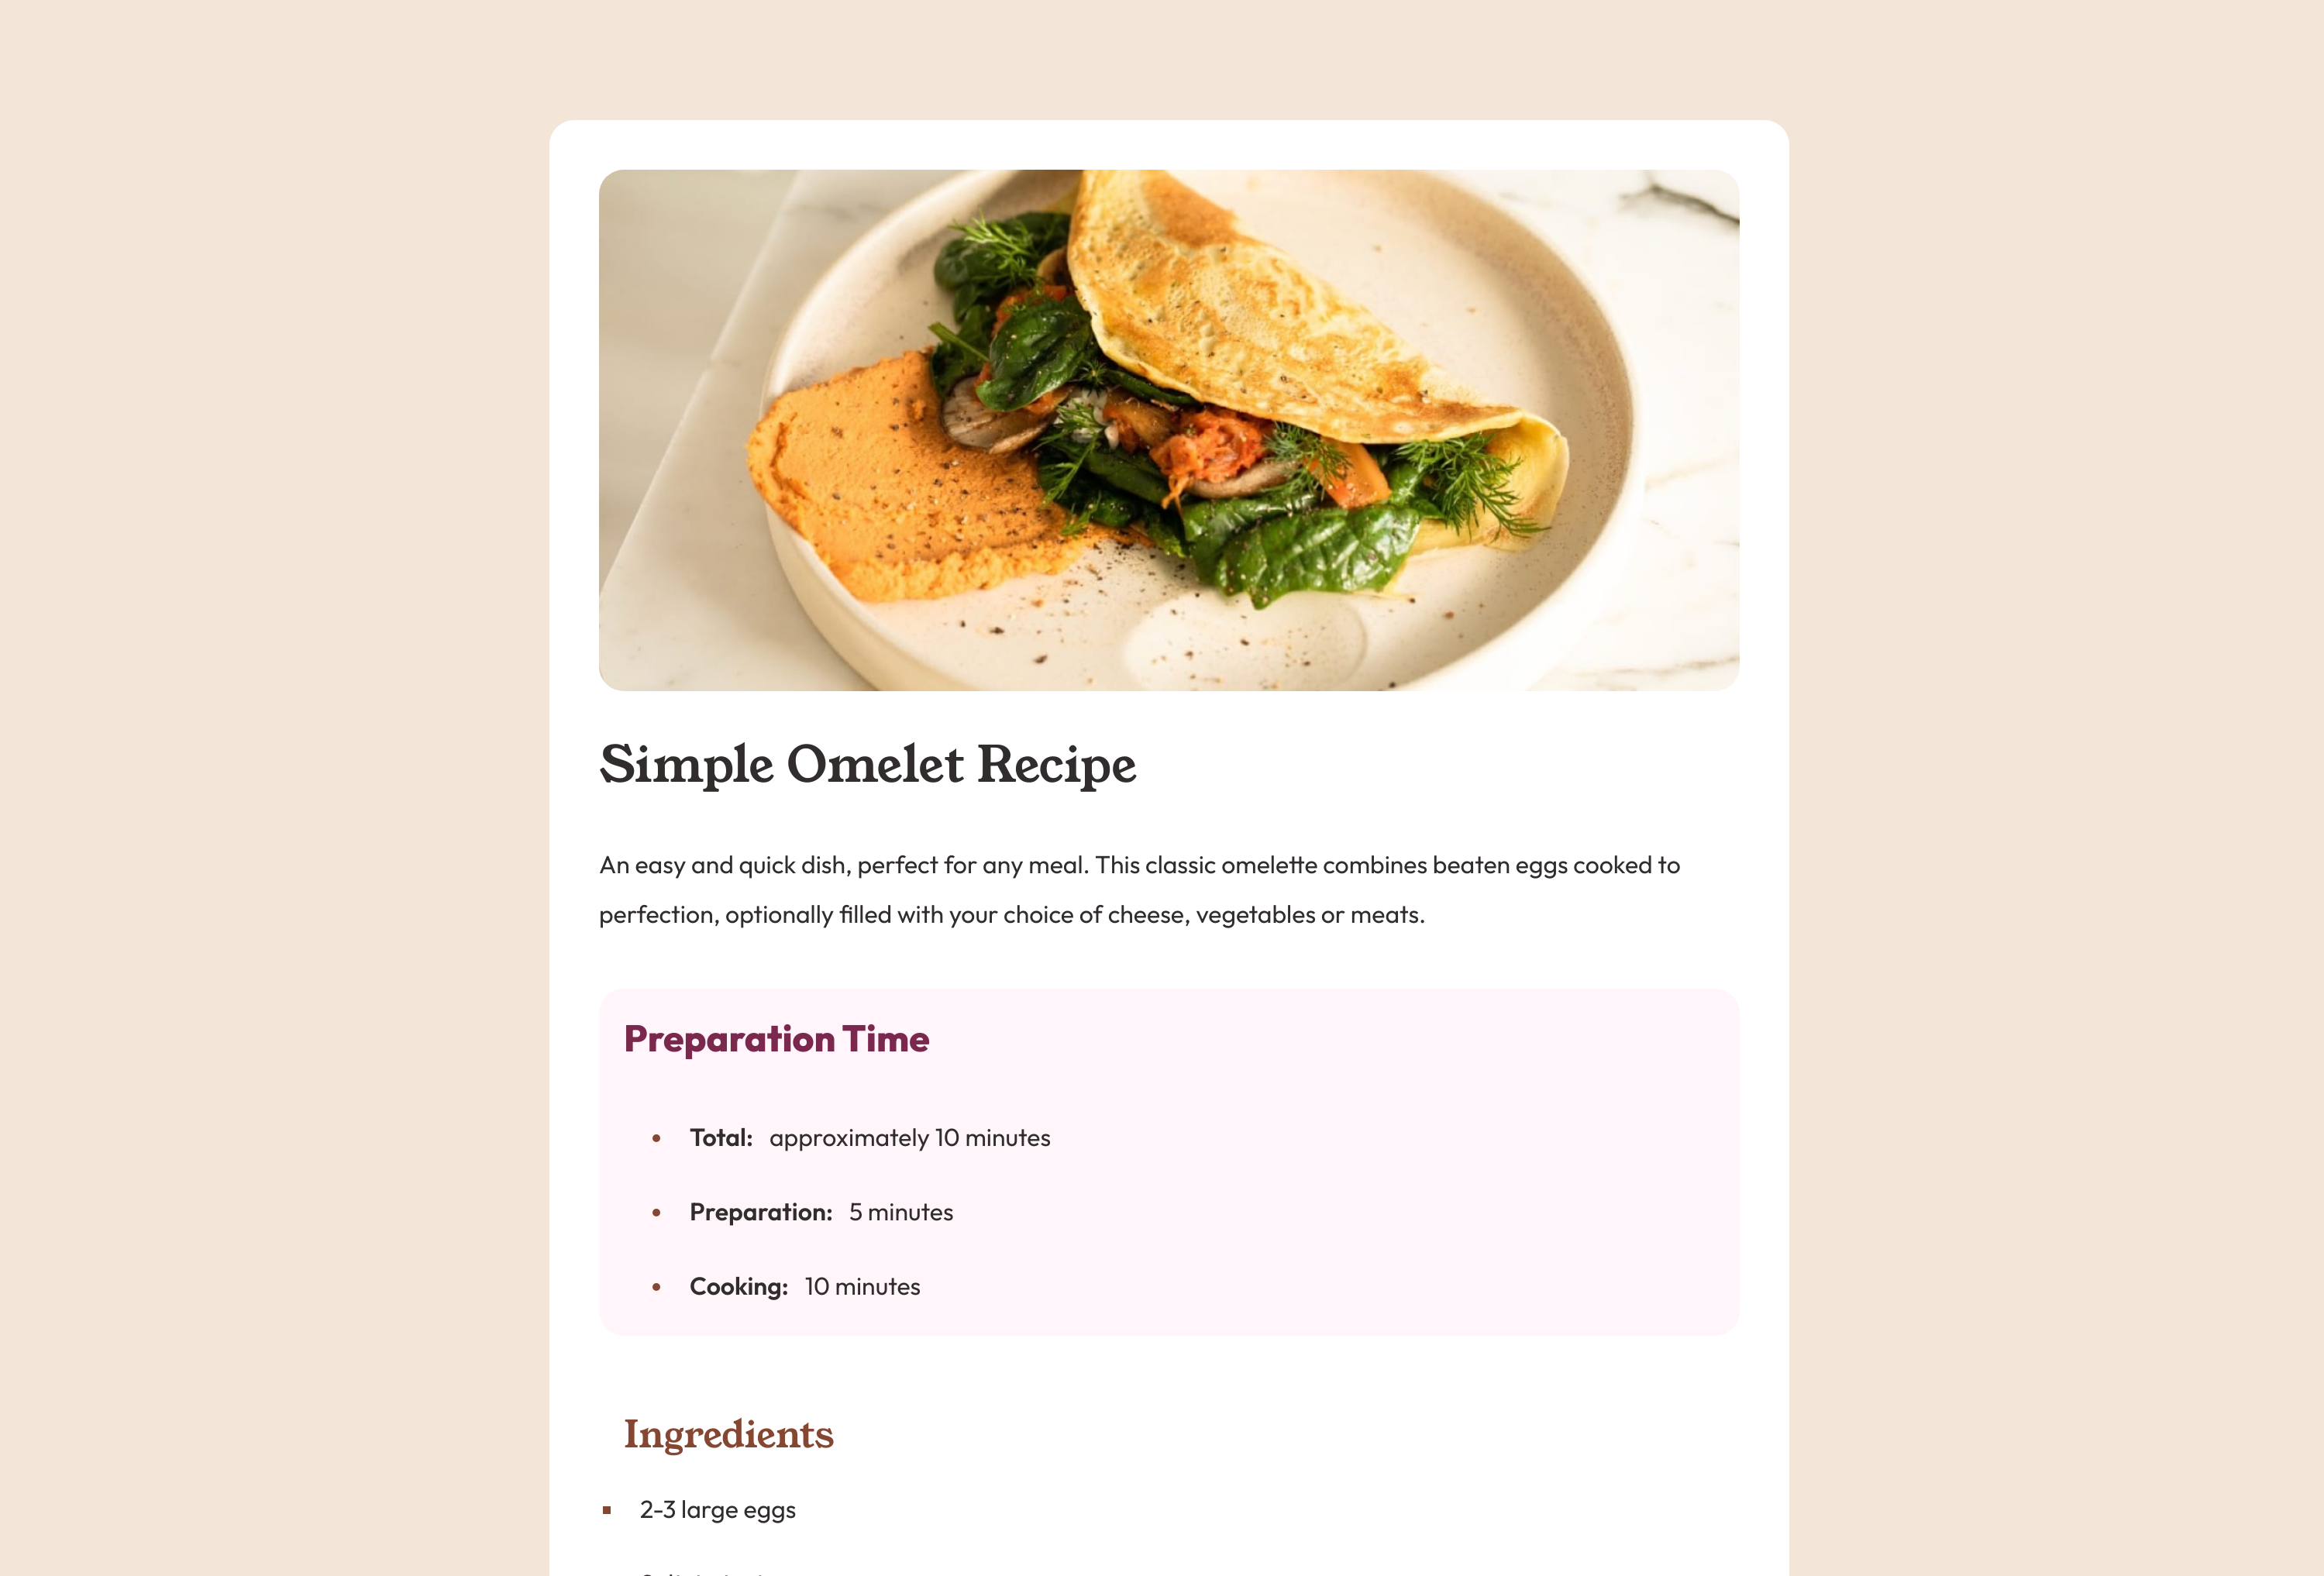 Simple Omelet Recipe
An easy and quick dish, perfect for any meal. This classic omelette combines beaten eggs cooked to
perfection, optionally filled with your choice of cheese, vegetables or meats.
Preparation Time
Total: approximately 10 minutes
Preparation: 5 minutes
Cooking: 10 minutes
Ingredients
2-3 large eggs